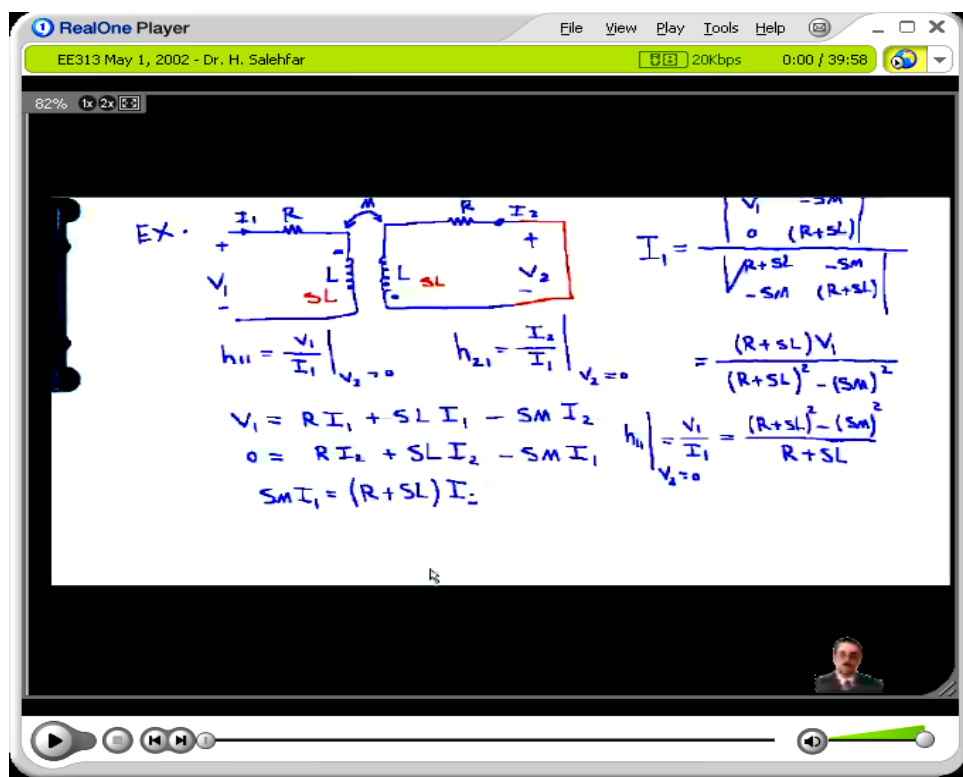 RealOne Player File View Play Tools Help
EE313 May 1, 2002 - Dr. H. Salehfar 20Kbps 0:00 / 39:58
82% 1x 2x
EX.
I₁ R M R I₂
+ V₁ -
L SL
L SL
+ V₂ -
h₁₁ = V₁/I₁ |V₂=0
h₂₁ = I₂/I₁ |V₂=0
V₁ = RI₁ + SLI₁ - SMI₂
0 = RI₂ + SLI₂ - SMI₁
SMI₁ = (R+SL)I
I₁ = |V₁ -SM
0 (R+SL)|
|R+SL -SM
-SM (R+SL)|
= (R+SL)V₁ / (R+SL)² - (SM)²
h₁₁|V₂=0 = V₁/I₁ = (R+SL)² - (SM)² / R+SL